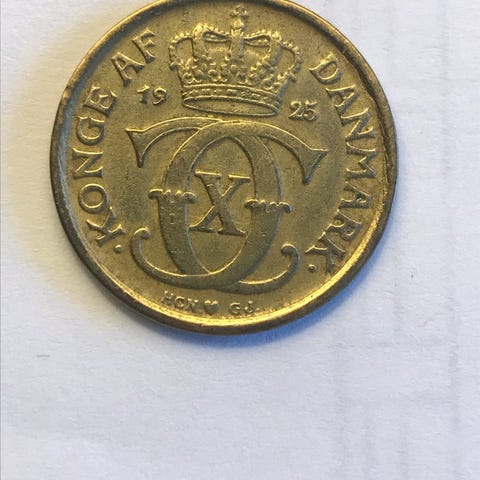 KONGE AF DANMARK
19 25
X
HCN♥ GJ.